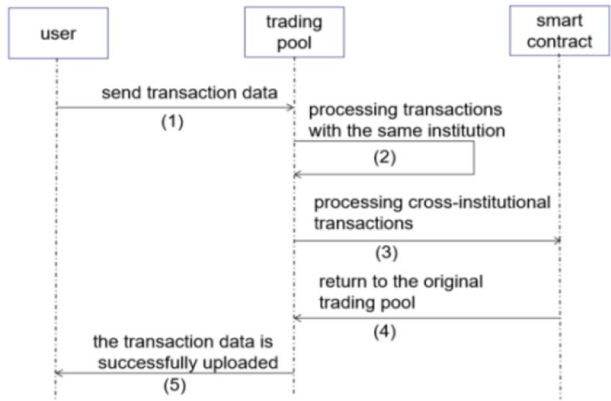 user
trading
pool
smart
contract
send transaction data
(1)
processing transactions
with the same institution
(2)
processing cross-institutional
transactions
(3)
return to the original
trading pool
(4)
the transaction data is
successfully uploaded
(5)